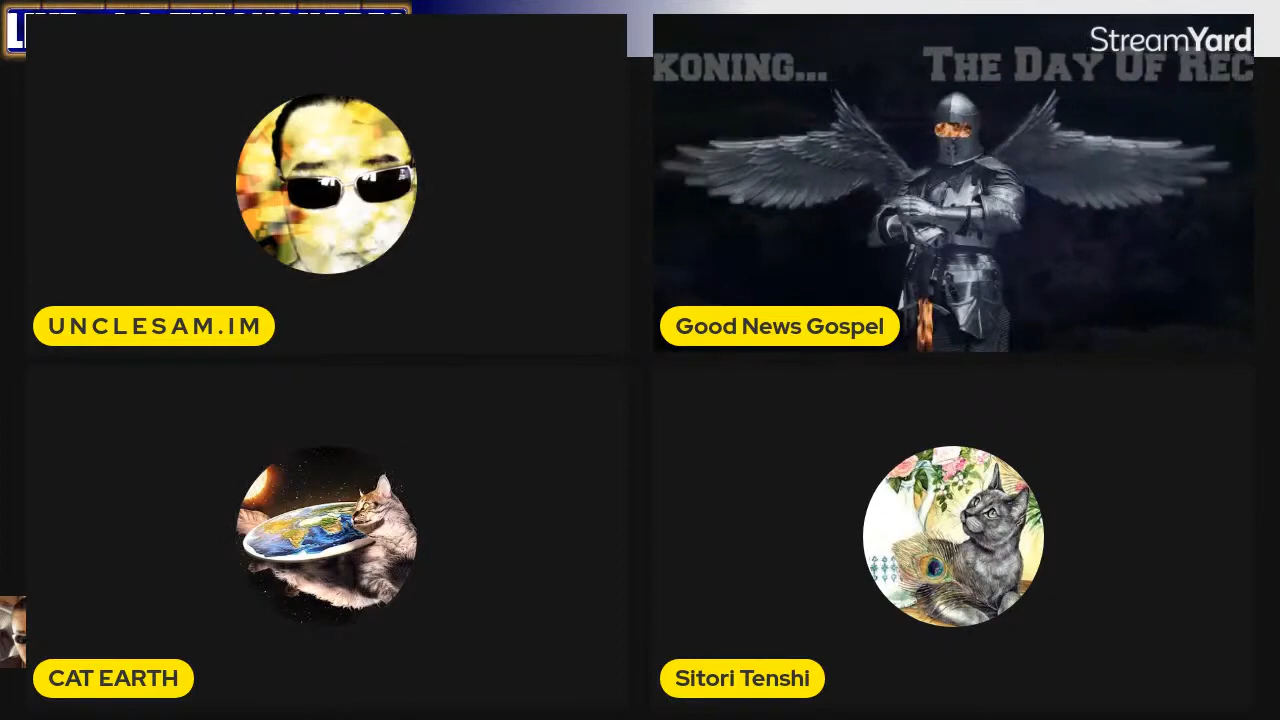 StreamYard
KONING... THE DAY OF REC
UNCLESAM.IM
Good News Gospel
CAT EARTH
Sitori Tenshi